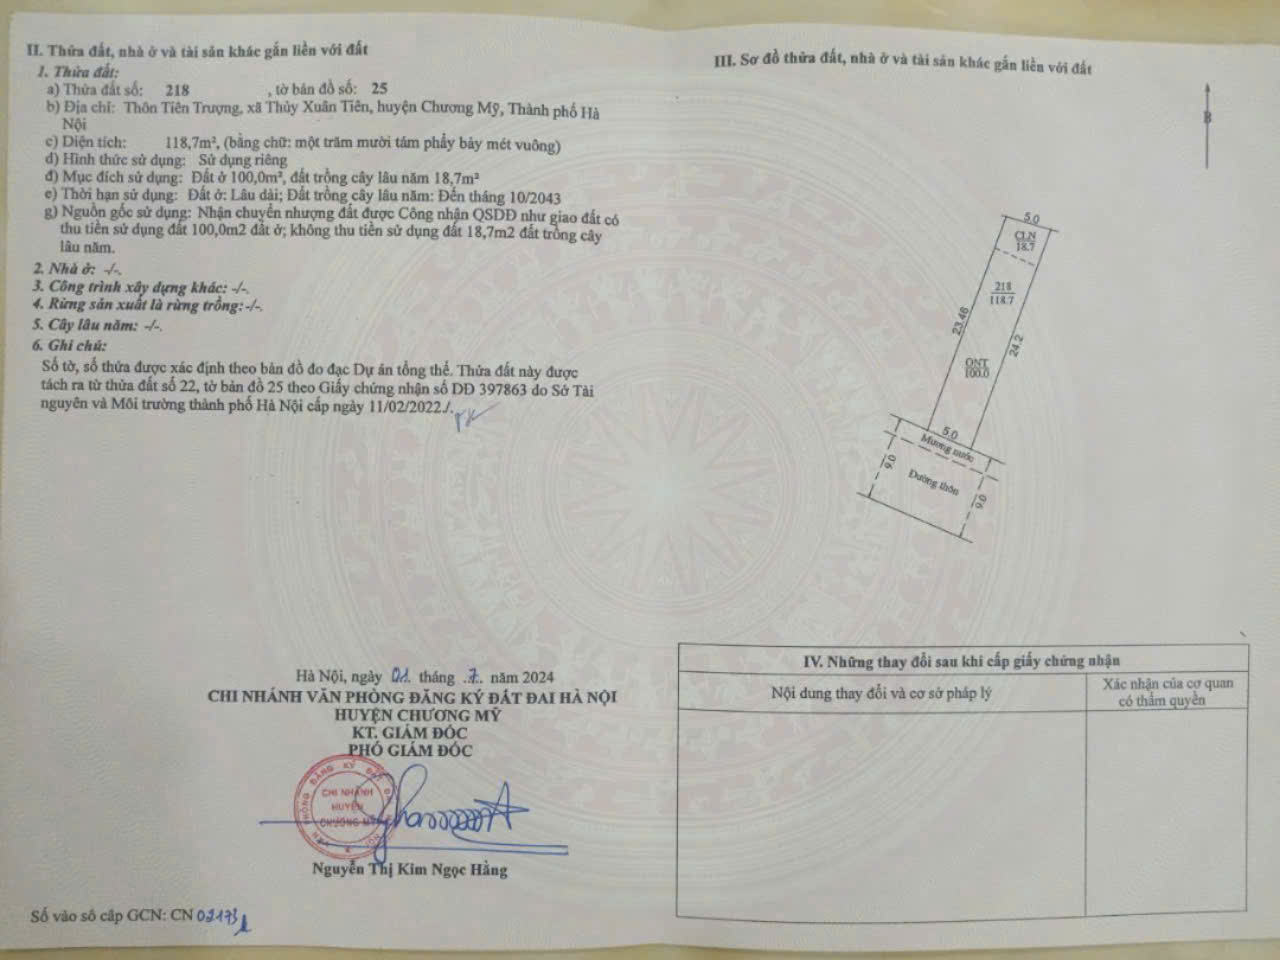 II. Thửa đất, nhà ở và tài sản khác gắn liền với đất
1. Thửa đất:
a) Thửa đất số: 218 , tờ bản đồ số: 25
b) Địa chỉ: Thôn Tiên Trượng, xã Thủy Xuân Tiên, huyện Chương Mỹ, Thành phố Hà
Nội
c) Diện tích: 118,7m², (bằng chữ: một trăm mười tám phẩy bảy mét vuông)
d) Hình thức sử dụng: Sử dụng riêng
đ) Mục đích sử dụng: Đất ở 100,0m², đất trồng cây lâu năm 18,7m²
e) Thời hạn sử dụng: Đất ở: Lâu dài; Đất trồng cây lâu năm: Đến tháng 10/2043
g) Nguồn gốc sử dụng: Nhận chuyển nhượng đất được Công nhận QSDĐ như giao đất có
thu tiền sử dụng đất 100,0m2 đất ở; không thu tiền sử dụng đất 18,7m2 đất trồng cây
lâu năm.
2. Nhà ở: -/-.
3. Công trình xây dựng khác: -/-.
4. Rừng sản xuất là rừng trồng: -/-.
5. Cây lâu năm: -/-.
6. Ghi chú:
Số tờ, số thửa được xác định theo bản đồ đo đạc Dự án tổng thể. Thửa đất này được
tách ra từ thửa đất số 22, tờ bản đồ 25 theo Giấy chứng nhận số DĐ 397863 do Sở Tài
nguyên và Môi trường thành phố Hà Nội cấp ngày 11/02/2022./.
Hà Nội, ngày 01 tháng .7. năm 2024
CHI NHÁNH VĂN PHÒNG ĐĂNG KÝ ĐẤT ĐAI HÀ NỘI
HUYỆN CHƯƠNG MỸ
KT. GIÁM ĐỐC
PHÓ GIÁM ĐỐC
CHI NHÁNH
HUYỆN
CHƯƠNG MỸ
Nguyễn Thị Kim Ngọc Hằng
Số vào sổ cấp GCN: CN 02173
III. Sơ đồ thửa đất, nhà ở và tài sản khác gắn liền với đất
B
5.0
CLN
18.7
218
118.7
23.46
24.2
ONT
100.0
5.0
Mương nước
9.0
Đường thôn
9.0
IV. Những thay đổi sau khi cấp giấy chứng nhận
Nội dung thay đổi và cơ sở pháp lý
Xác nhận của cơ quan
có thẩm quyền